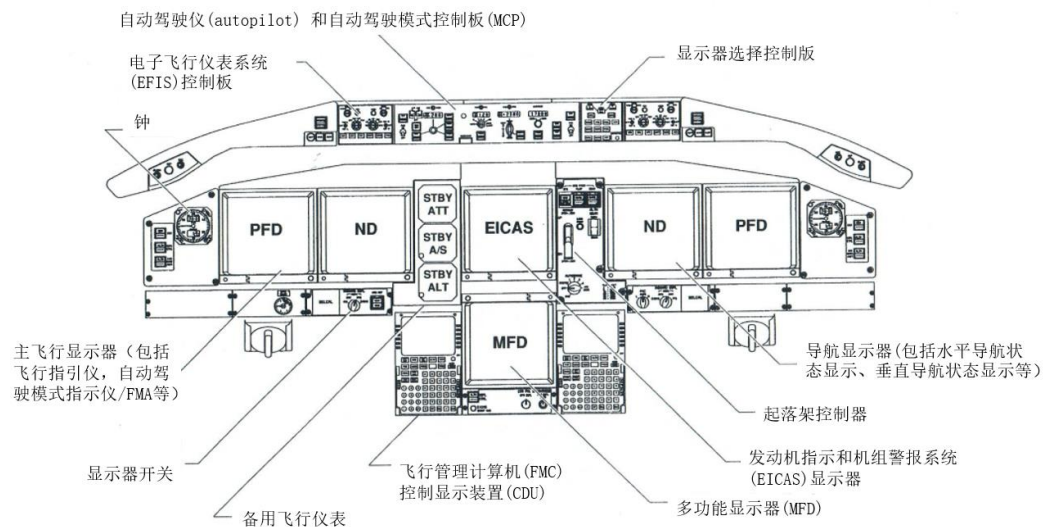 自动驾驶仪(autopilot) 和自动驾驶模式控制板(MCP)
电子飞行仪表系统
(EFIS)控制板
显示器选择控制版
钟
PFD
ND
STBY
ATT
STBY
A/S
STBY
ALT
EICAS
ND
PFD
MFD
主飞行显示器（包括
飞行指引仪，自动驾
驶模式指示仪/FMA等）
导航显示器(包括水平导航状
态显示、垂直导航状态显示等）
起落架控制器
显示器开关
飞行管理计算机(FMC)
控制显示装置(CDU)
发动机指示和机组警报系统
(EICAS)显示器
备用飞行仪表
多功能显示器(MFD)